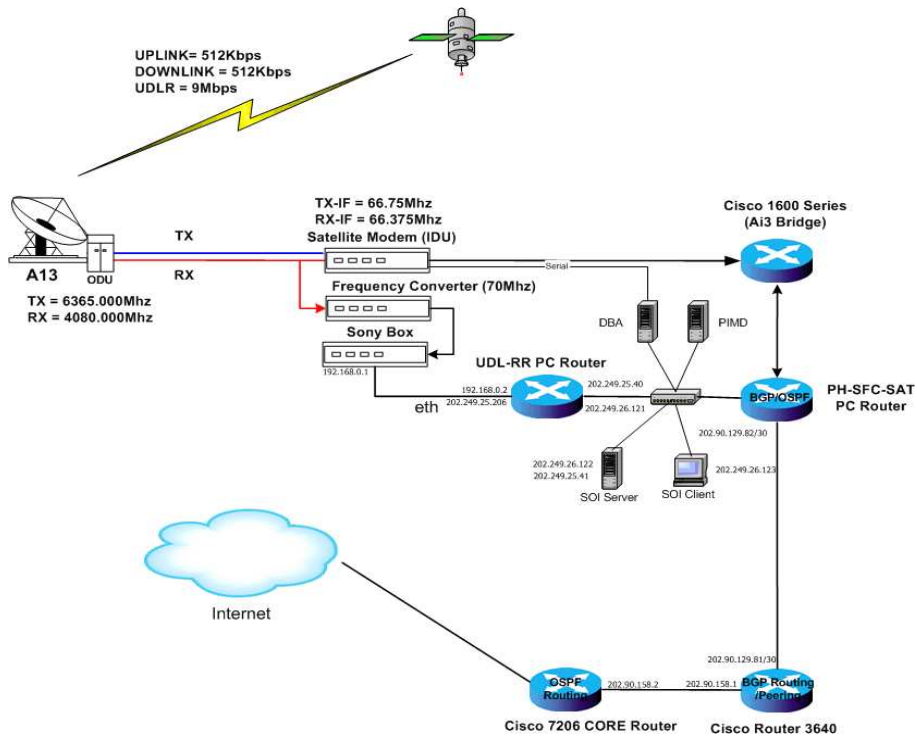 UPLINK= 512Kbps
DOWNLINK = 512Kbps
UDLR = 9Mbps
TX-IF = 66.75Mhz
RX-IF = 66.375Mhz
Satellite Modem (IDU)
Cisco 1600 Series
(Ai3 Bridge)
TX
RX
A13
ODU
TX = 6365.000Mhz
RX = 4080.000Mhz
Serial
Frequency Converter (70Mhz)
Sony Box
192.168.0.1
DBA
PIMD
UDL-RR PC Router
192.168.0.2
202.249.25.206
eth
202.249.25.40
202.249.26.121
BGP/OSPF
PH-SFC-SAT
PC Router
202.90.129.82/30
202.249.26.122
202.249.25.41
SOI Server
SOI Client
202.249.26.123
Internet
202.90.129.81/30
OSPF
Routing
202.90.158.2
202.90.158.1
BGP Routing
/Peering
Cisco 7206 CORE Router
Cisco Router 3640